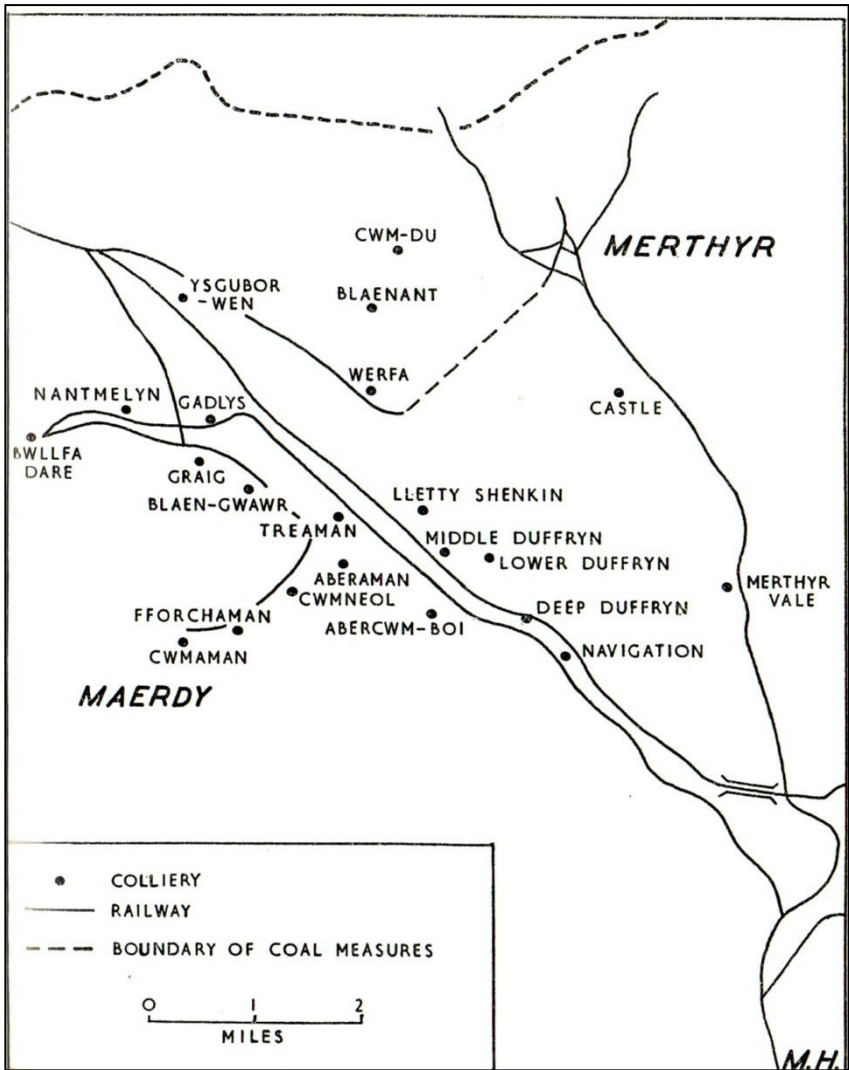 CWM-DU
MERTHYR
YSGUBOR
-WEN
BLAENANT
WERFA
NANTMELYN
GADLYS
CASTLE
BWLLFA
DARE
GRAIG
BLAEN-GWAWR
LLETTY SHENKIN
TREAMAN
MIDDLE DUFFRYN
LOWER DUFFRYN
ABERAMAN
CWMNEOL
MERTHYR
VALE
FFORCHAMAN
ABERCWM-BOI
DEEP DUFFRYN
CWMAMAN
NAVIGATION
MAERDY
COLLIERY
RAILWAY
BOUNDARY OF COAL MEASURES
0 1 2
MILES
M.H.